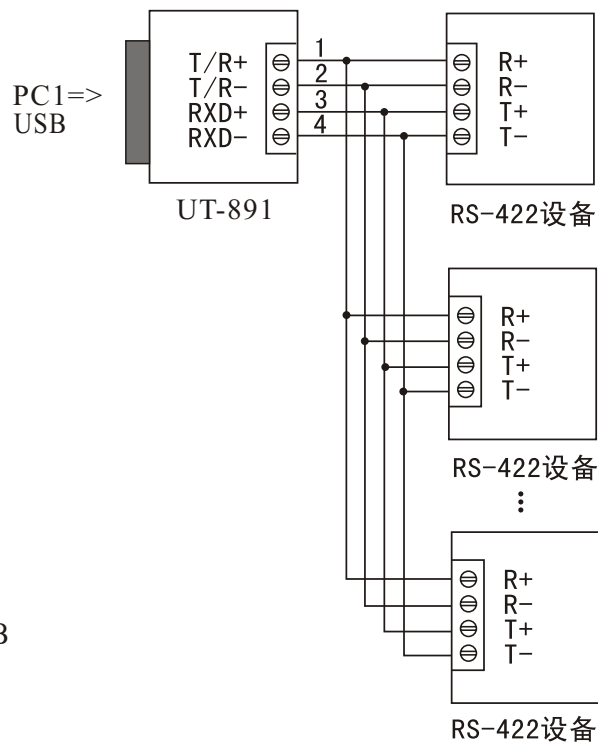 PC1=>
USB
T/R+
T/R-
RXD+
RXD-
1
2
3
4
UT-891
R+
R-
T+
T-
RS-422设备
R+
R-
T+
T-
RS-422设备
R+
R-
T+
T-
RS-422设备